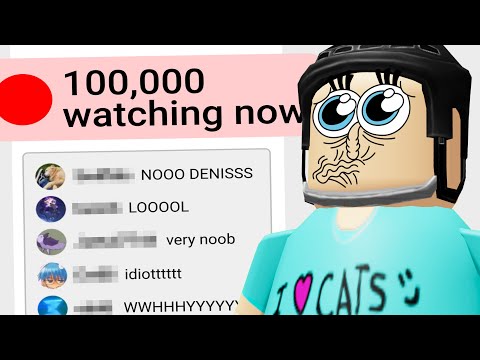 100,000
watching now
NOOO DENISSS
LOOOOL
very noob
idiotttttt
WWHHHYYYYYY
I ♥ CATS :)